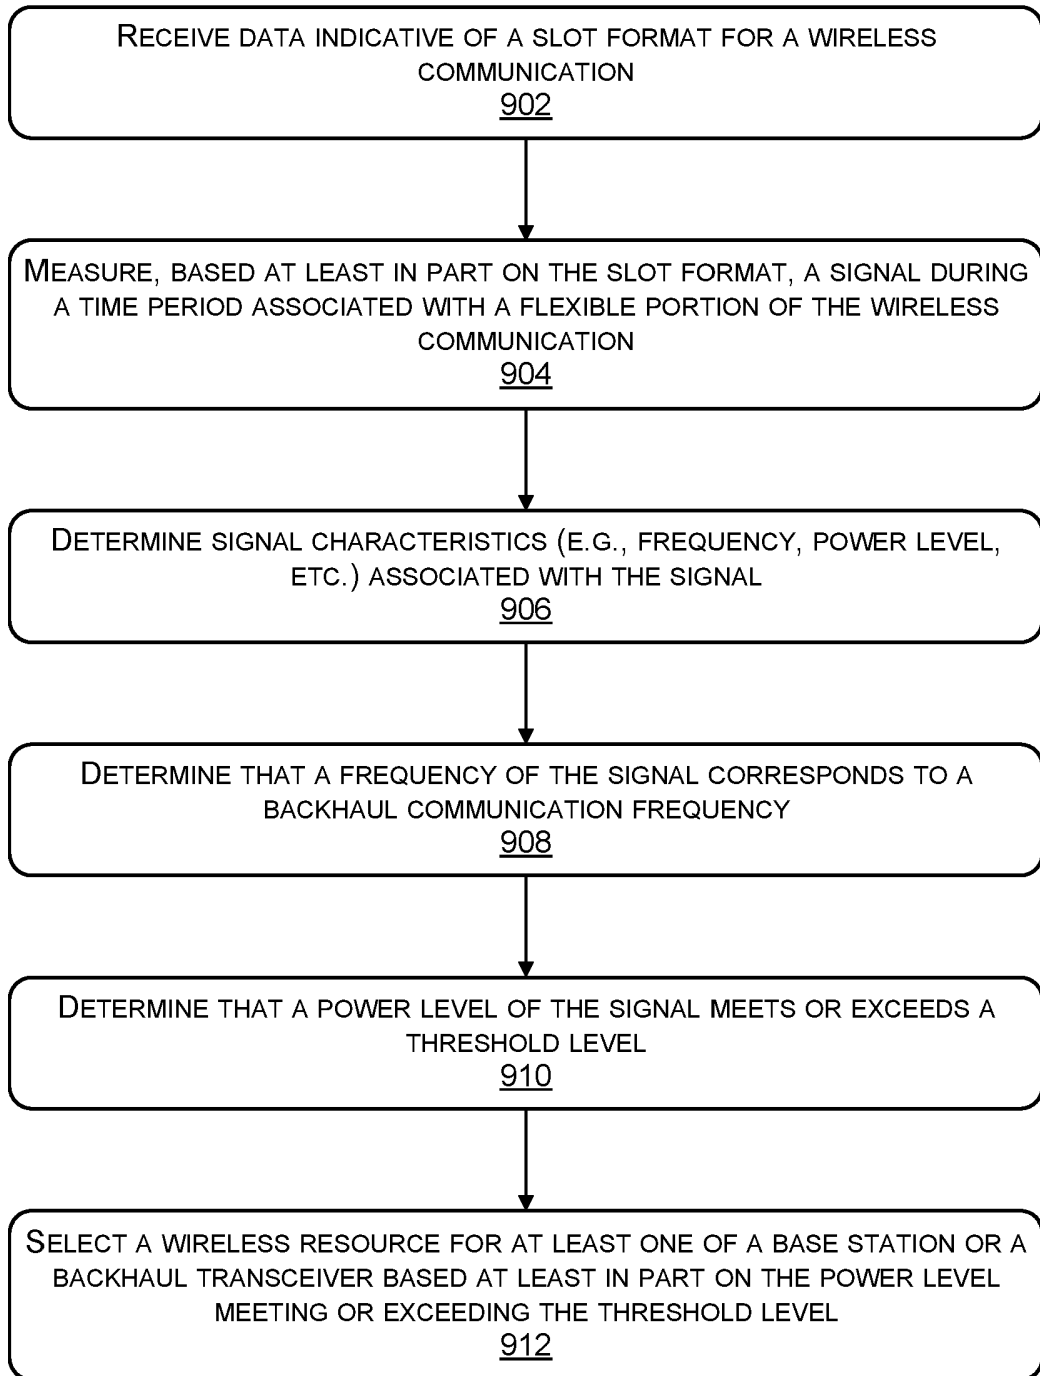 RECEIVE DATA INDICATIVE OF A SLOT FORMAT FOR A WIRELESS
COMMUNICATION
902
MEASURE, BASED AT LEAST IN PART ON THE SLOT FORMAT, A SIGNAL DURING
A TIME PERIOD ASSOCIATED WITH A FLEXIBLE PORTION OF THE WIRELESS
COMMUNICATION
904
DETERMINE SIGNAL CHARACTERISTICS (E.G., FREQUENCY, POWER LEVEL,
ETC.) ASSOCIATED WITH THE SIGNAL
906
DETERMINE THAT A FREQUENCY OF THE SIGNAL CORRESPONDS TO A
BACKHAUL COMMUNICATION FREQUENCY
908
DETERMINE THAT A POWER LEVEL OF THE SIGNAL MEETS OR EXCEEDS A
THRESHOLD LEVEL
910
SELECT A WIRELESS RESOURCE FOR AT LEAST ONE OF A BASE STATION OR A
BACKHAUL TRANSCEIVER BASED AT LEAST IN PART ON THE POWER LEVEL
MEETING OR EXCEEDING THE THRESHOLD LEVEL
912